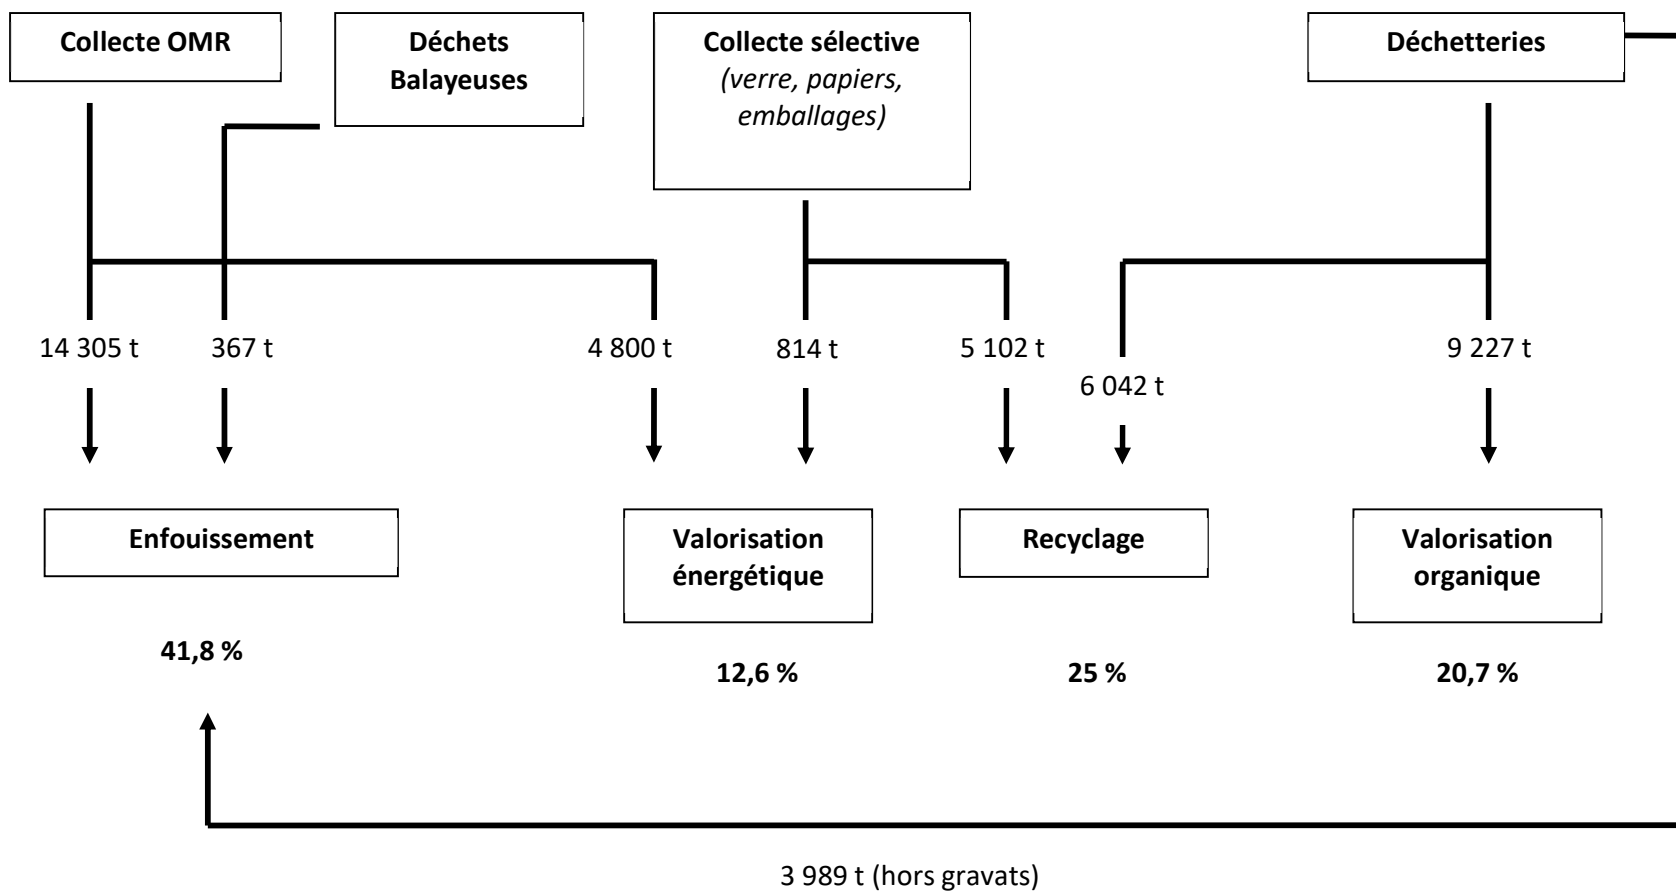 Collecte OMR
Déchets
Balayeuses
Collecte sélective
(verre, papiers,
emballages)
Déchetteries
14 305 t
367 t
4 800 t
814 t
5 102 t
6 042 t
9 227 t
Enfouissement
Valorisation
énergétique
Recyclage
Valorisation
organique
41,8 %
12,6 %
25 %
20,7 %
3 989 t (hors gravats)